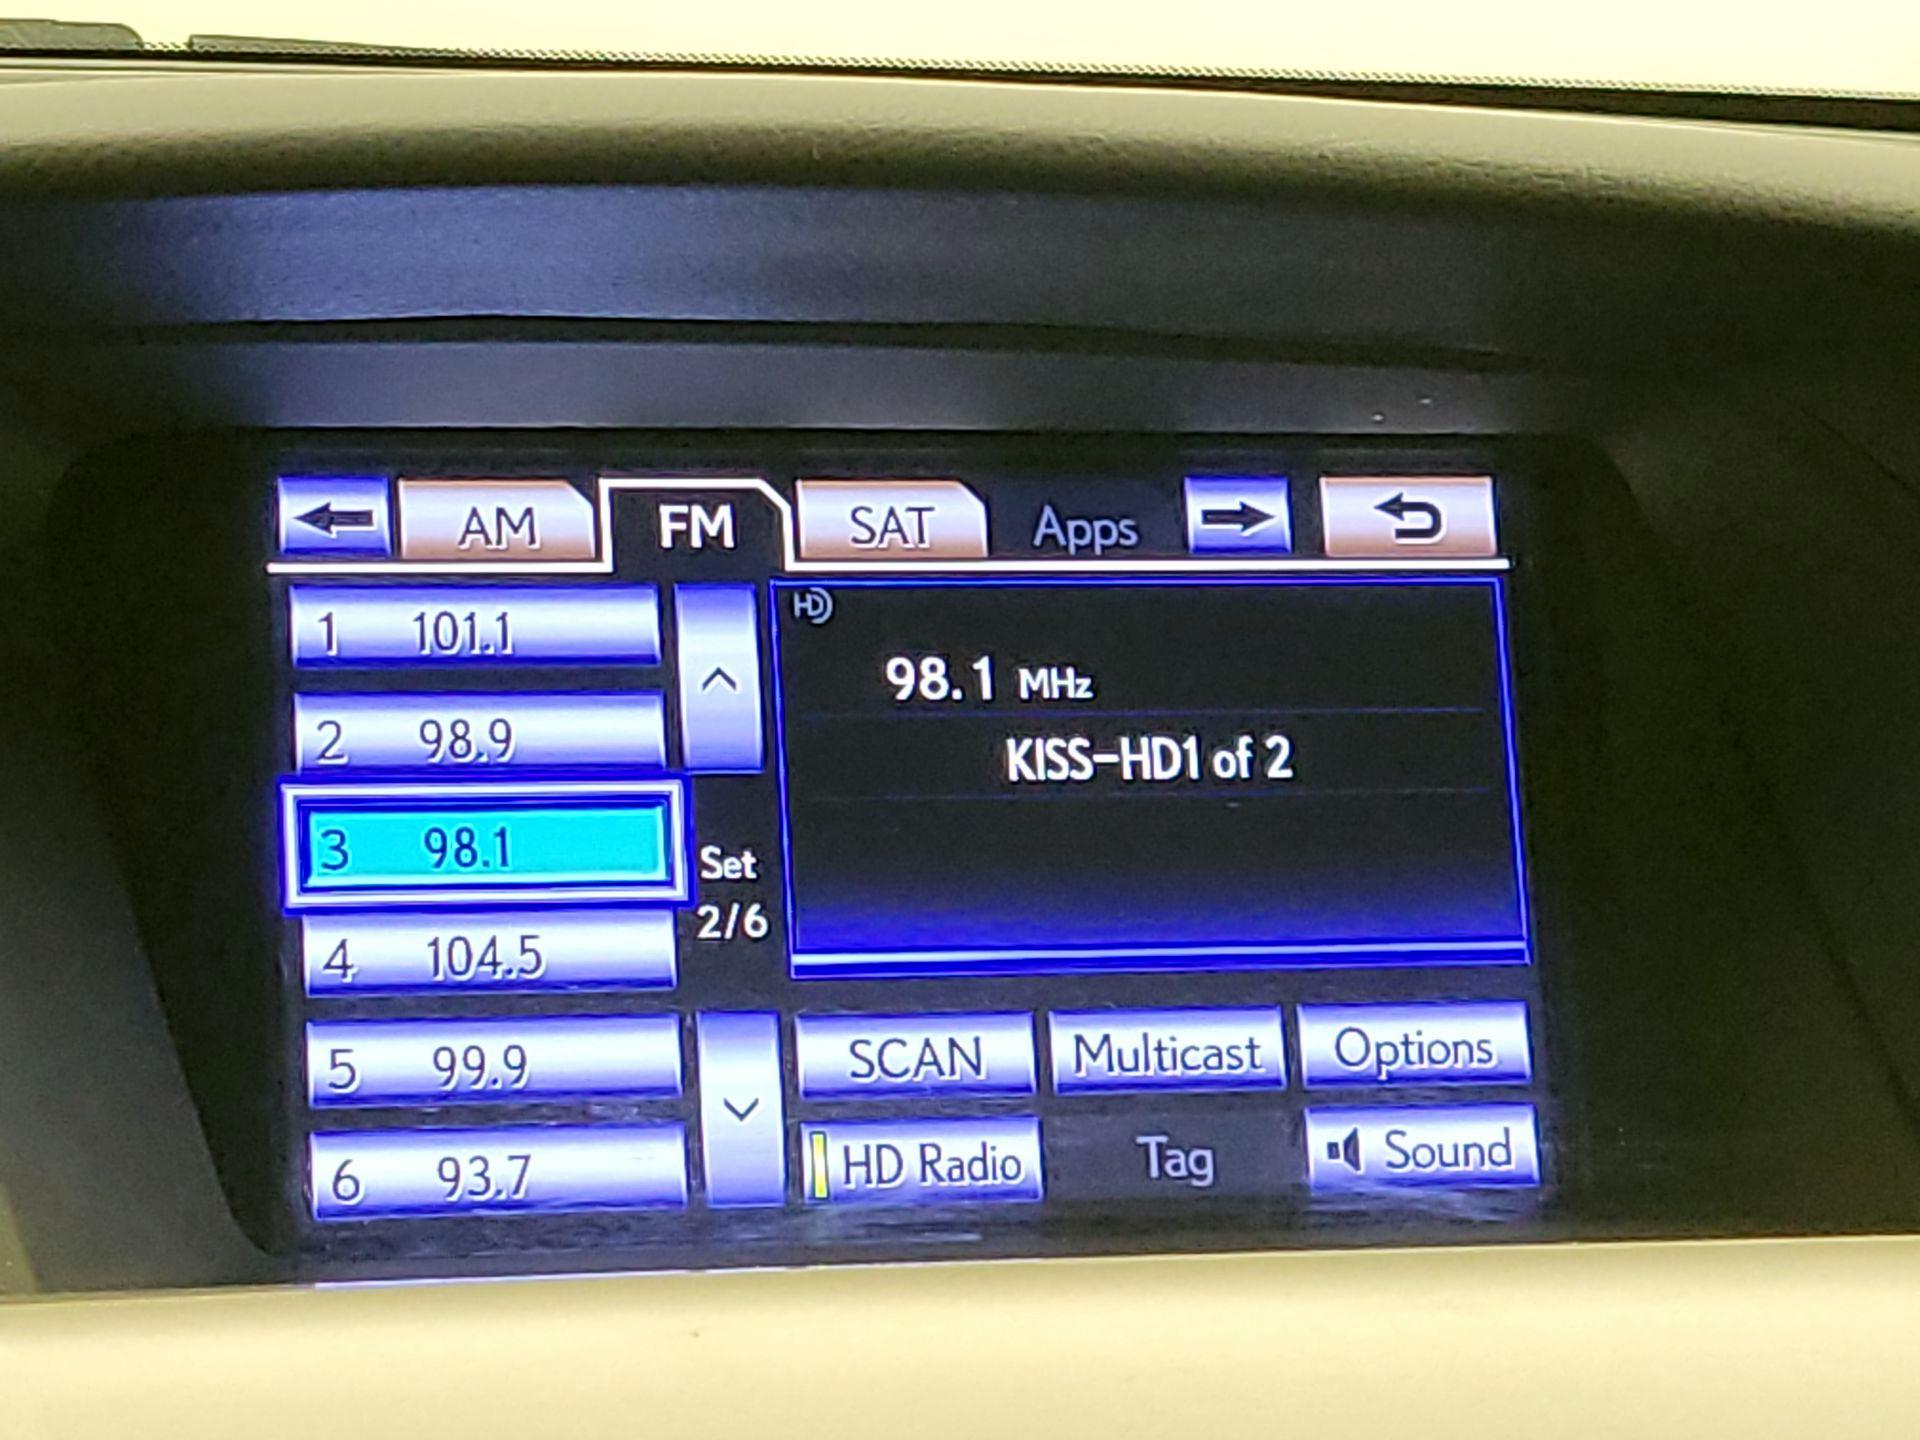 AM FM SAT Apps
1 101.1
2 98.9
3 98.1
4 104.5
5 99.9
6 93.7
Set
2/6
HD
98.1 MHz
KISS-HD1 of 2
SCAN Multicast Options
HD Radio Tag Sound